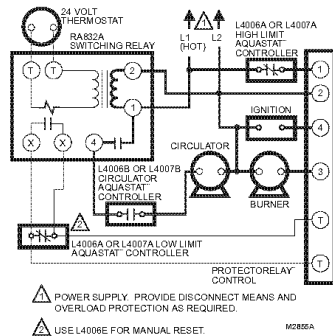 24 VOLT
THERMOSTAT
RA832A
SWITCHING RELAY
T
T
2
1
X
X
4
1
L1
(HOT)
L2
L4006A OR L4007A
HIGH LIMIT
AQUASTAT
CONTROLLER
1
2
IGNITION
4
CIRCULATOR
BURNER
3
L4006B OR L4007B
CIRCULATOR
AQUASTAT
CONTROLLER
T
T
2
L4006A OR L4007A LOW LIMIT
AQUASTAT CONTROLLER
PROTECTORELAY
CONTROL
1 POWER SUPPLY. PROVIDE DISCONNECT MEANS AND
OVERLOAD PROTECTION AS REQUIRED.
2 USE L4006E FOR MANUAL RESET.
M2855A